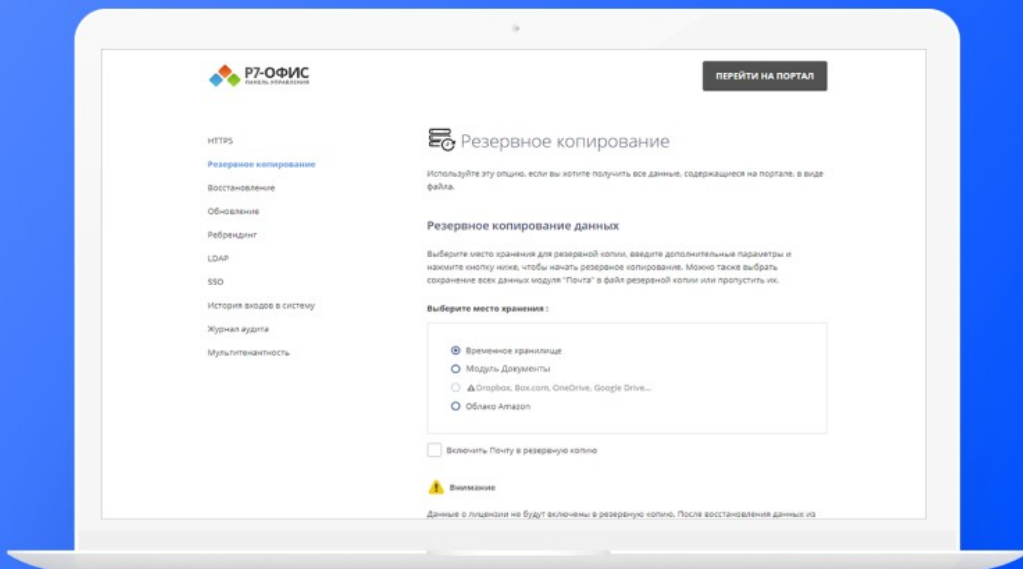 Р7-ОФИС
ПАНЕЛЬ УПРАВЛЕНИЯ
ПЕРЕЙТИ НА ПОРТАЛ
HTTPS
Резервное копирование
Восстановление
Обновление
Ребрендинг
LDAP
SSO
История входов в систему
Журнал аудита
Мультитенантность
Резервное копирование
Используйте эту опцию, если вы хотите получить все данные, содержащиеся на портале, в виде
файла.
Резервное копирование данных
Выберите место хранения для резервной копии, введите дополнительные параметры и
нажмите кнопку ниже, чтобы начать резервное копирование. Можно также выбрать
сохранение всех данных модуля "Почта" в файл резервной копии или пропустить их.
Выберите место хранения :
Временное хранилище
Модуль Документы
Dropbox, Box.com, OneDrive, Google Drive...
Облако Amazon
Включить Почту в резервную копию
Внимание
Данные о лицензии не будут включены в резервную копию. После восстановления данных из